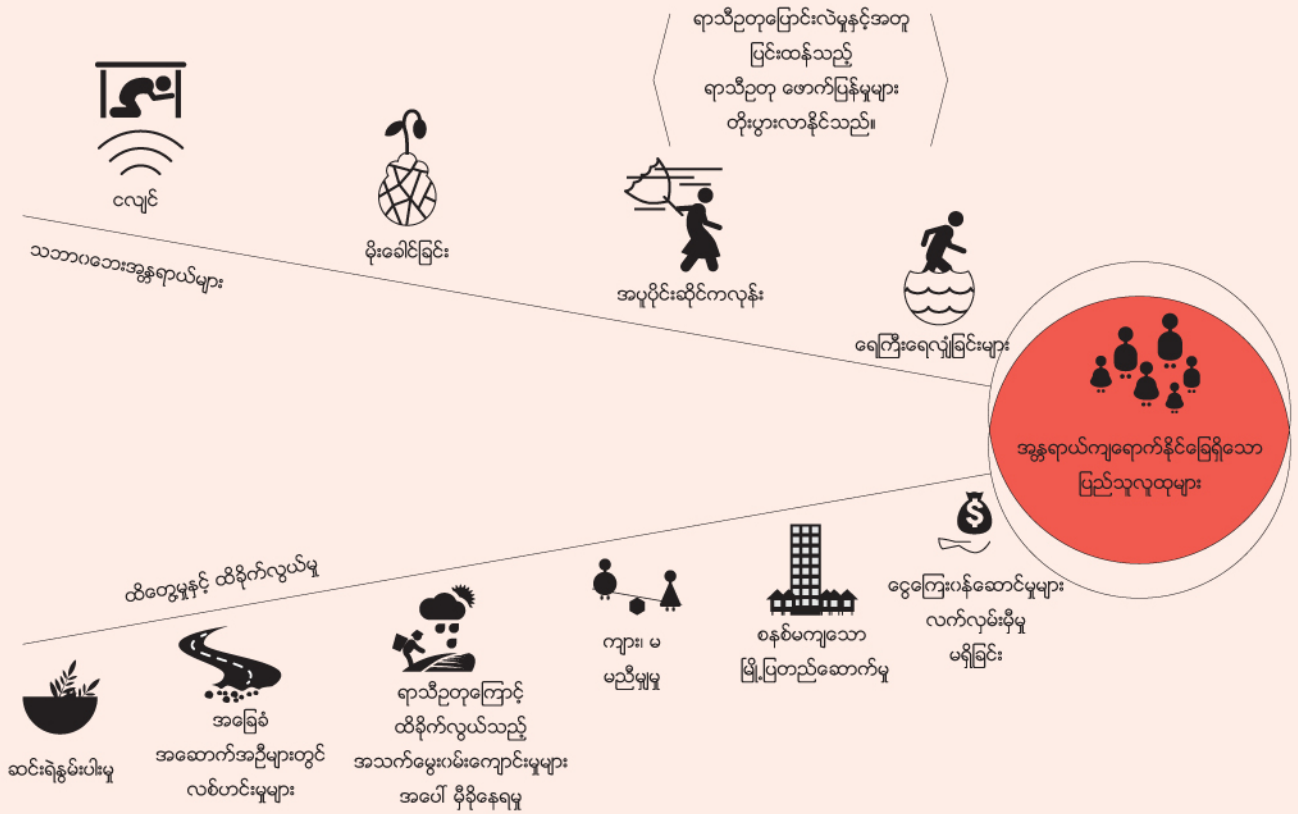 ရာသီဥတုပြောင်းလဲမှုနှင့်အတူ
ပြင်းထန်သည့်
ရာသီဥတု ဖောက်ပြန်မှုများ
တိုးပွားလာနိုင်သည်။
ငလျင်
မိုးခေါင်ခြင်း
အပူပိုင်းဆိုင်ကလုန်း
ရေကြီးရေလျှံခြင်းများ
သဘာဝဘေးအန္တရာယ်များ
အန္တရာယ်ကျရောက်နိုင်ခြေရှိသော
ပြည်သူလူထုများ
ထိတွေ့မှုနှင့် ထိခိုက်လွယ်မှု
ဆင်းရဲနွမ်းပါးမှု
အခြေခံ
အဆောက်အဦများတွင်
လစ်ဟင်းမှုများ
ရာသီဥတုကြောင့်
ထိခိုက်လွယ်သည့်
အသက်မွေးဝမ်းကျောင်းမှုများ
အပေါ် မှီခိုနေရမှု
ကျား၊ မ
မညီမျှမှု
စနစ်မကျသော
မြို့ပြတည်ဆောက်မှု
ငွေကြေးဝန်ဆောင်မှုများ
လက်လှမ်းမှီမှု
မရှိခြင်း